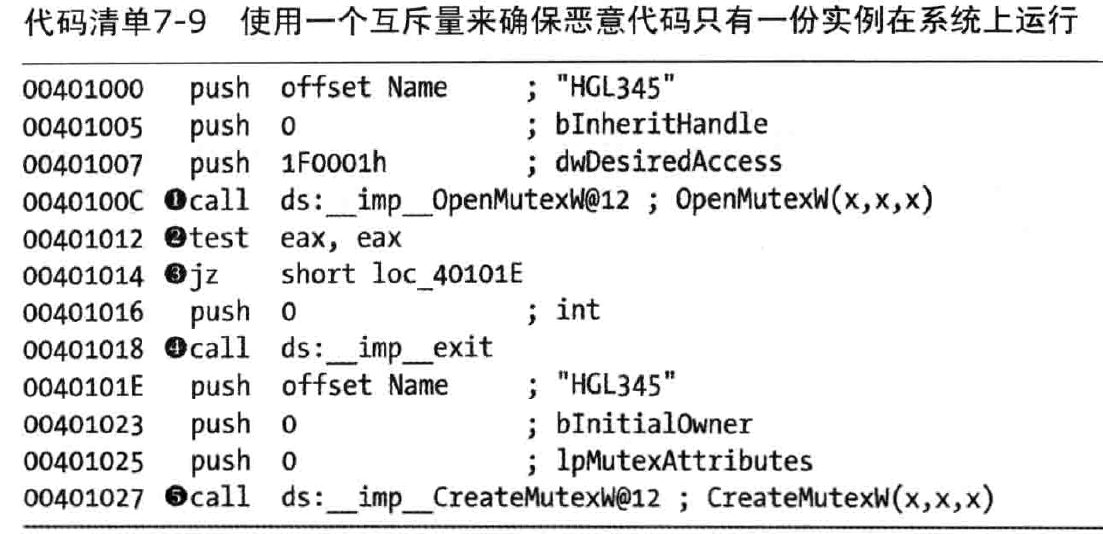 代码清单7-9 使用一个互斥量来确保恶意代码只有一份实例在系统上运行
00401000 push offset Name ; "HGL345"
00401005 push 0 ; bInheritHandle
00401007 push 1F0001h ; dwDesiredAccess
0040100C ❶call ds:__imp__OpenMutexW@12 ; OpenMutexW(x,x,x)
00401012 ❷test eax, eax
00401014 ❸jz short loc_40101E
00401016 push 0 ; int
00401018 ❹call ds:__imp__exit
0040101E push offset Name ; "HGL345"
00401023 push 0 ; bInitialOwner
00401025 push 0 ; lpMutexAttributes
00401027 ❺call ds:__imp__CreateMutexW@12 ; CreateMutexW(x,x,x)